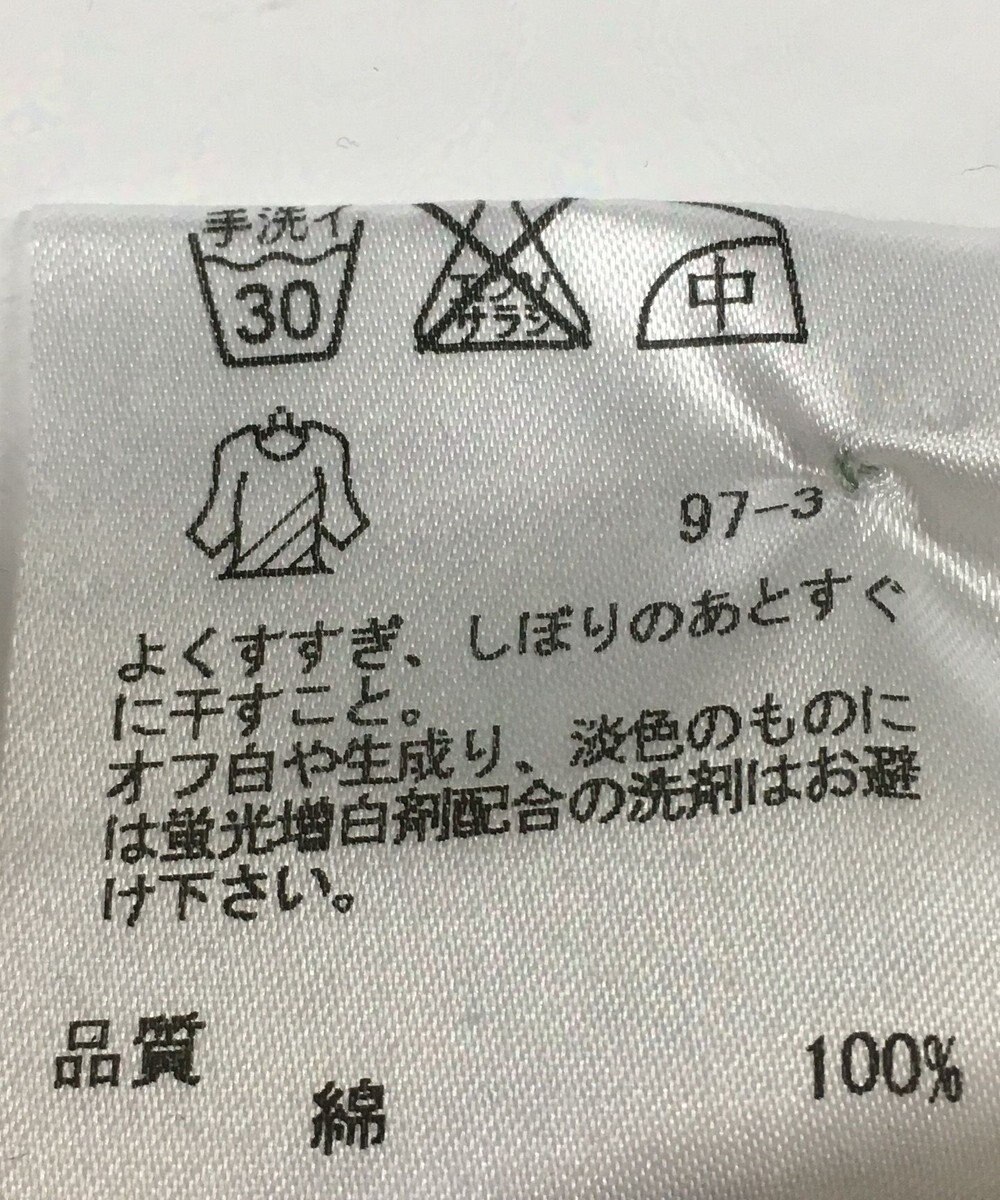 手洗イ
30
エンソ
サラシ
中
97-3
よくすすぎ、しぼりのあとすぐ
に干すこと。
オフ白や生成り、淡色のものに
は蛍光増白剤配合の洗剤はお避
け下さい。
品質
綿 100%